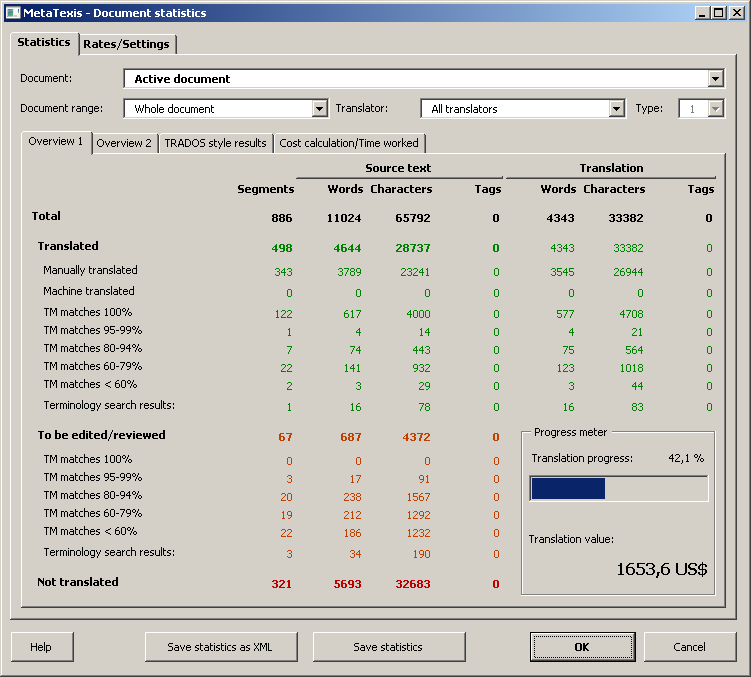 MetaTexis - Document statistics
Statistics Rates/Settings
Document: Active document
Document range: Whole document Translator: All translators Type: 1
Overview 1 Overview 2 TRADOS style results Cost calculation/Time worked
Source text Translation
Segments Words Characters Tags Words Characters Tags
Total 886 11024 65792 0 4343 33382 0
Translated 498 4644 28737 0 4343 33382 0
Manually translated 343 3789 23241 0 3545 26944 0
Machine translated 0 0 0 0 0 0 0
TM matches 100% 122 617 4000 0 577 4708 0
TM matches 95-99% 1 4 14 0 4 21 0
TM matches 80-94% 7 74 443 0 75 564 0
TM matches 60-79% 22 141 932 0 123 1018 0
TM matches < 60% 2 3 29 0 3 44 0
Terminology search results: 1 16 78 0 16 83 0
To be edited/reviewed 67 687 4372 0
Progress meter
TM matches 100% 0 0 0 0
Translation progress: 42,1 %
TM matches 95-99% 3 17 91 0
TM matches 80-94% 20 238 1567 0
TM matches 60-79% 19 212 1292 0
TM matches < 60% 22 186 1232 0
Translation value:
Terminology search results: 3 34 190 0
1653,6 US$
Not translated 321 5693 32683 0
Help Save statistics as XML Save statistics OK Cancel